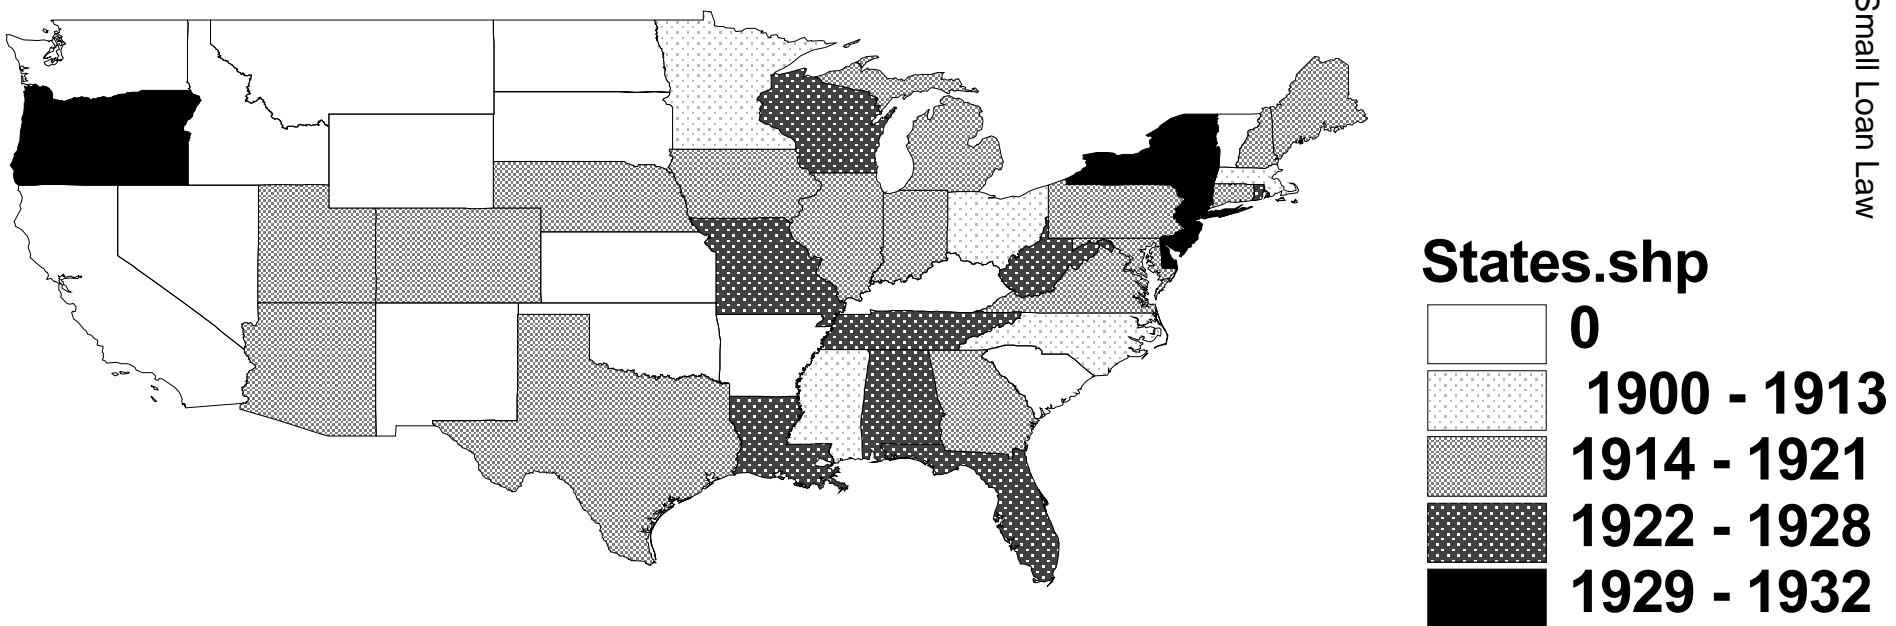 Small Loan Law
States.shp
0
1900 - 1913
1914 - 1921
1922 - 1928
1929 - 1932